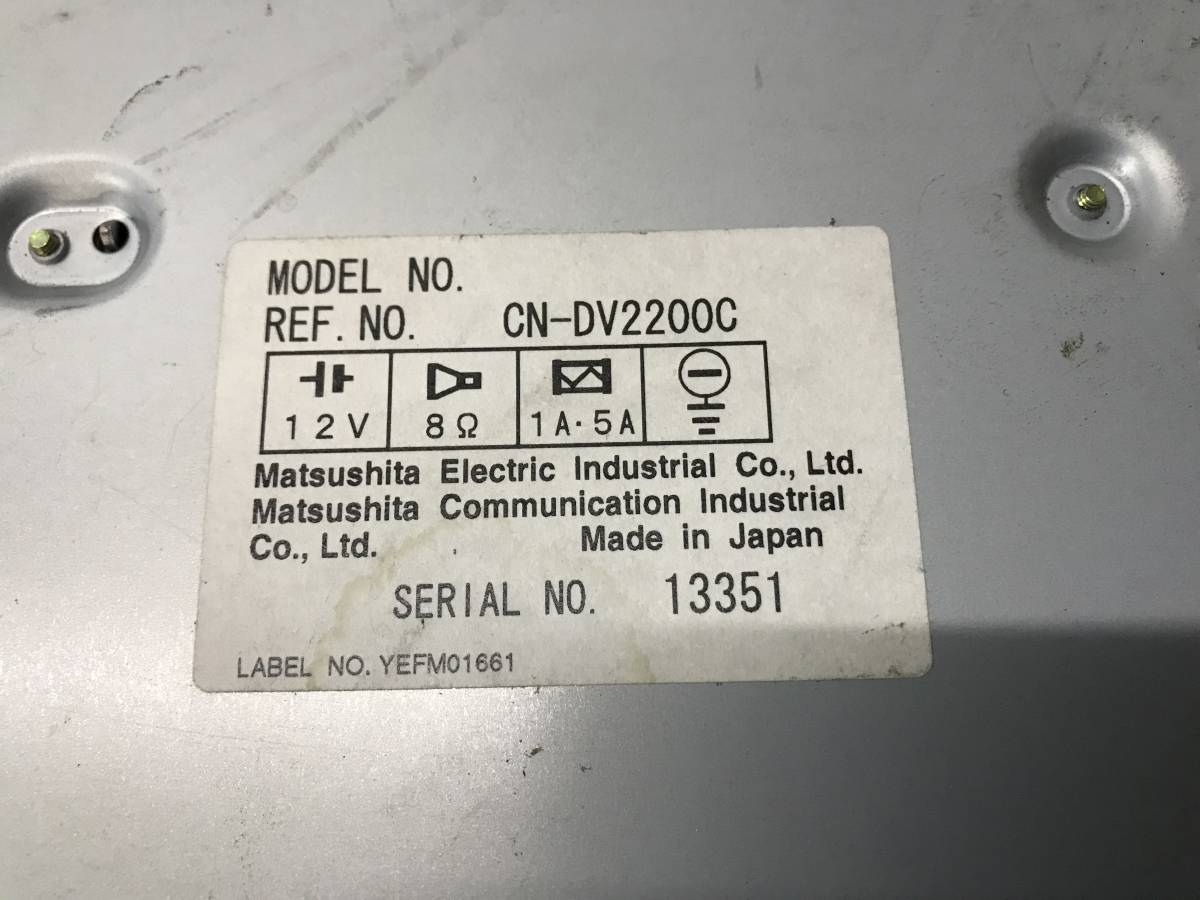 MODEL NO.
REF. NO. CN-DV2200C
12V 8Ω 1A·5A
Matsushita Electric Industrial Co., Ltd.
Matsushita Communication Industrial
Co., Ltd. Made in Japan
SERIAL NO. 13351
LABEL NO. YEFM01661